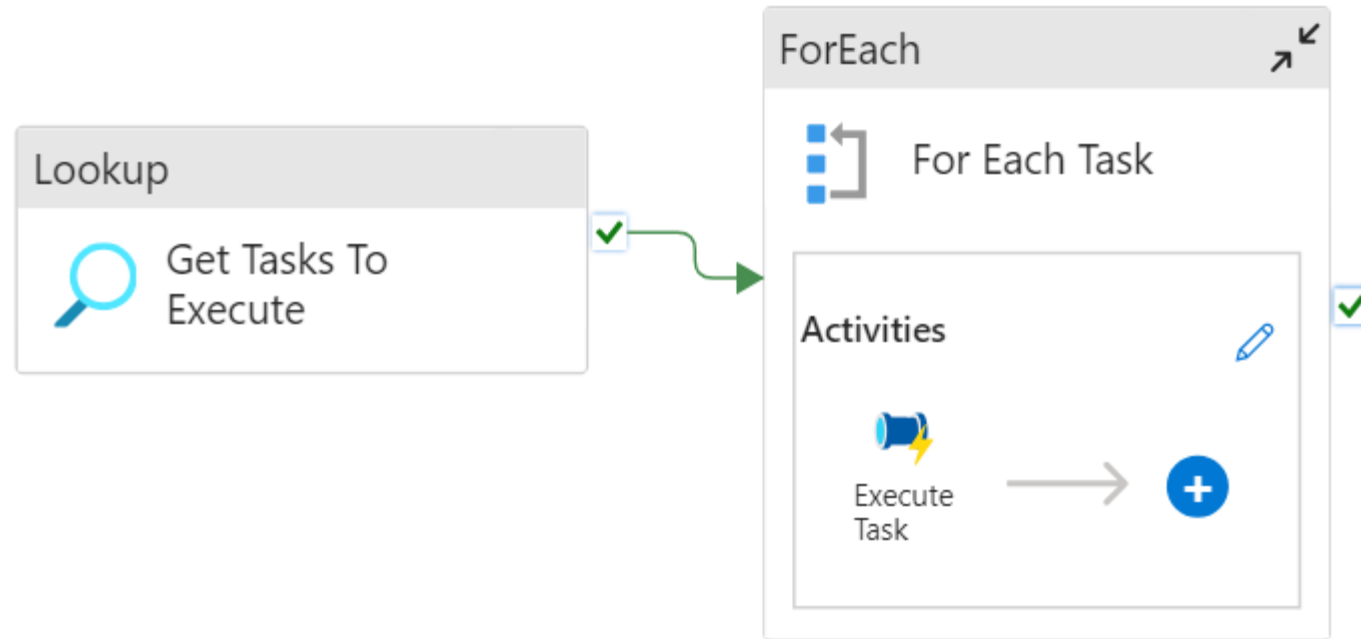 Lookup
Get Tasks To
Execute
ForEach
For Each Task
Activities
Execute
Task